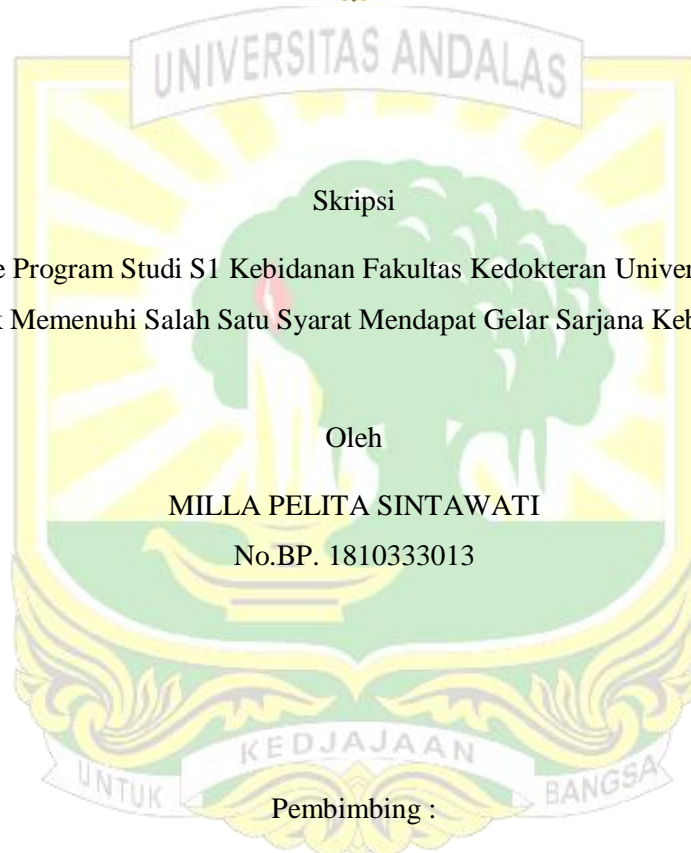 UNIVERSITAS ANDALAS
Skripsi
Program Studi S1 Kebidanan Fakultas Kedokteran
Memenuhi Salah Satu Syarat Mendapat Gelar Sarjana
Oleh
MILLA PELITA SINTAWATI
No.BP. 1810333013
UNTUK KEDJAJAAN BANGSA
Pembimbing :